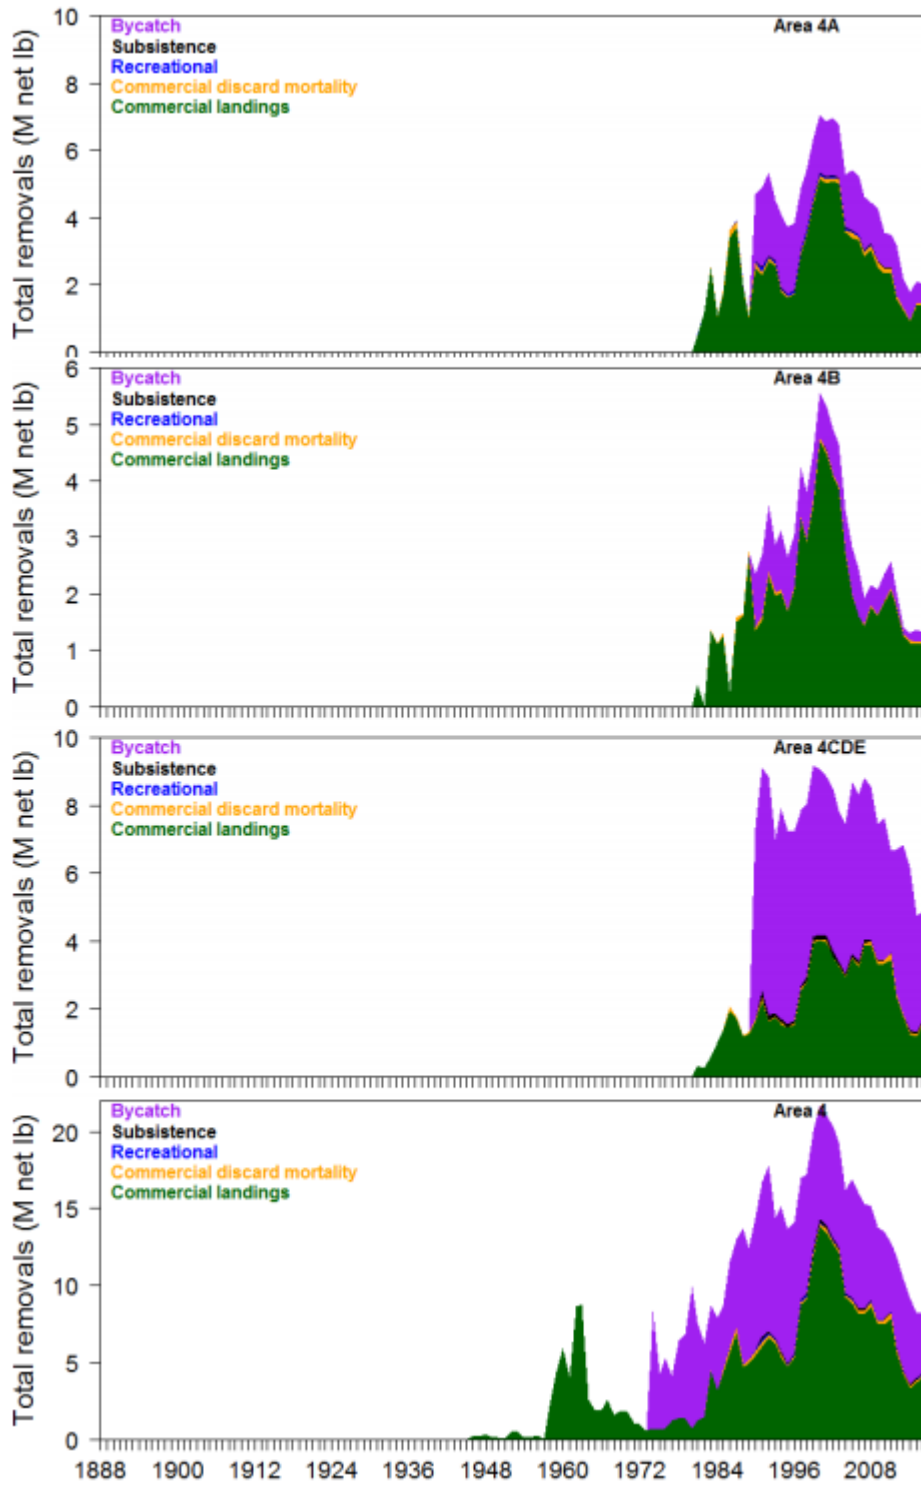 Total removals (M net lb)
10
8
6
4
2
0
Bycatch
Subsistence
Recreational
Commercial discard mortality
Commercial landings
Area 4A
Total removals (M net lb)
6
5
4
3
2
1
0
Bycatch
Subsistence
Recreational
Commercial discard mortality
Commercial landings
Area 4B
Total removals (M net lb)
10
8
6
4
2
0
Bycatch
Subsistence
Recreational
Commercial discard mortality
Commercial landings
Area 4CDE
Total removals (M net lb)
20
15
10
5
0
Bycatch
Subsistence
Recreational
Commercial discard mortality
Commercial landings
Area 4
1888 1900 1912 1924 1936 1948 1960 1972 1984 1996 2008